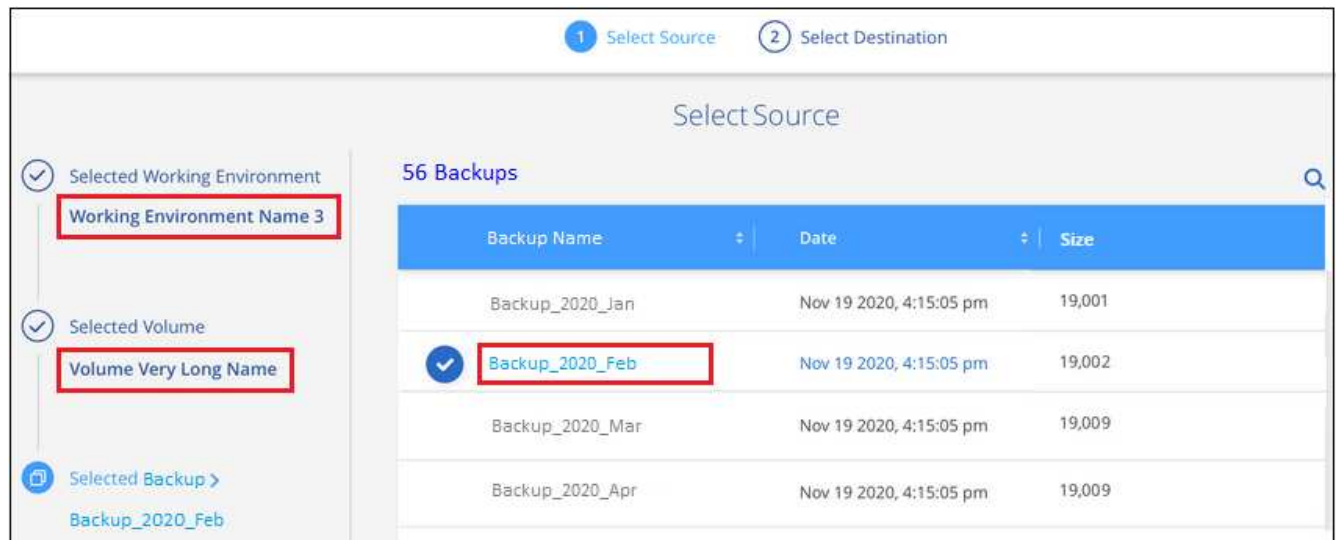 1 Select Source 2 Select Destination
Select Source
Selected Working Environment
Working Environment Name 3
Selected Volume
Volume Very Long Name
Selected Backup >
Backup_2020_Feb
56 Backups
Backup Name Date Size
Backup_2020_Jan Nov 19 2020, 4:15:05 pm 19,001
Backup_2020_Feb Nov 19 2020, 4:15:05 pm 19,002
Backup_2020_Mar Nov 19 2020, 4:15:05 pm 19,009
Backup_2020_Apr Nov 19 2020, 4:15:05 pm 19,009